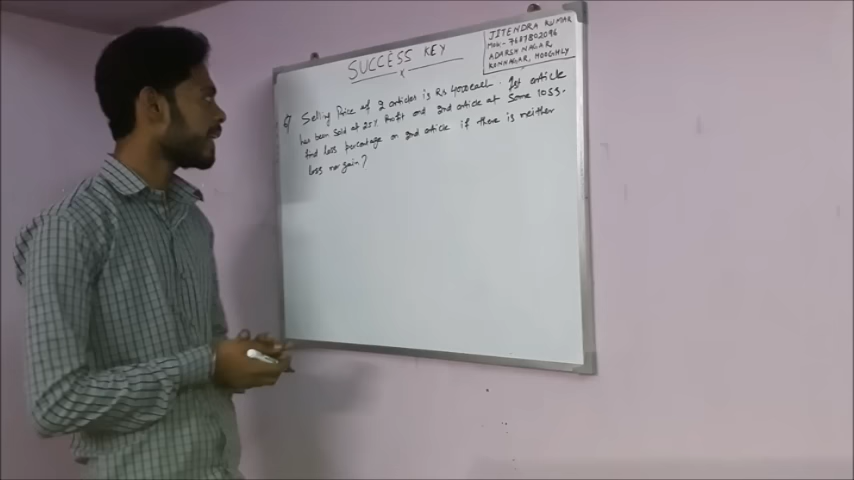 SUCCESS KEY
x
JITENDRA KUMAR
MOB:- 7687802096
ADARSH NAGAR,
KONNAGAR, HOOGHLY
Q Selling Price of 2 articles is Rs. 4000 each. 1st article
has been sold at 25% Profit and 2nd article at some loss.
find loss percentage on 2nd article if there is neither
loss nor gain?